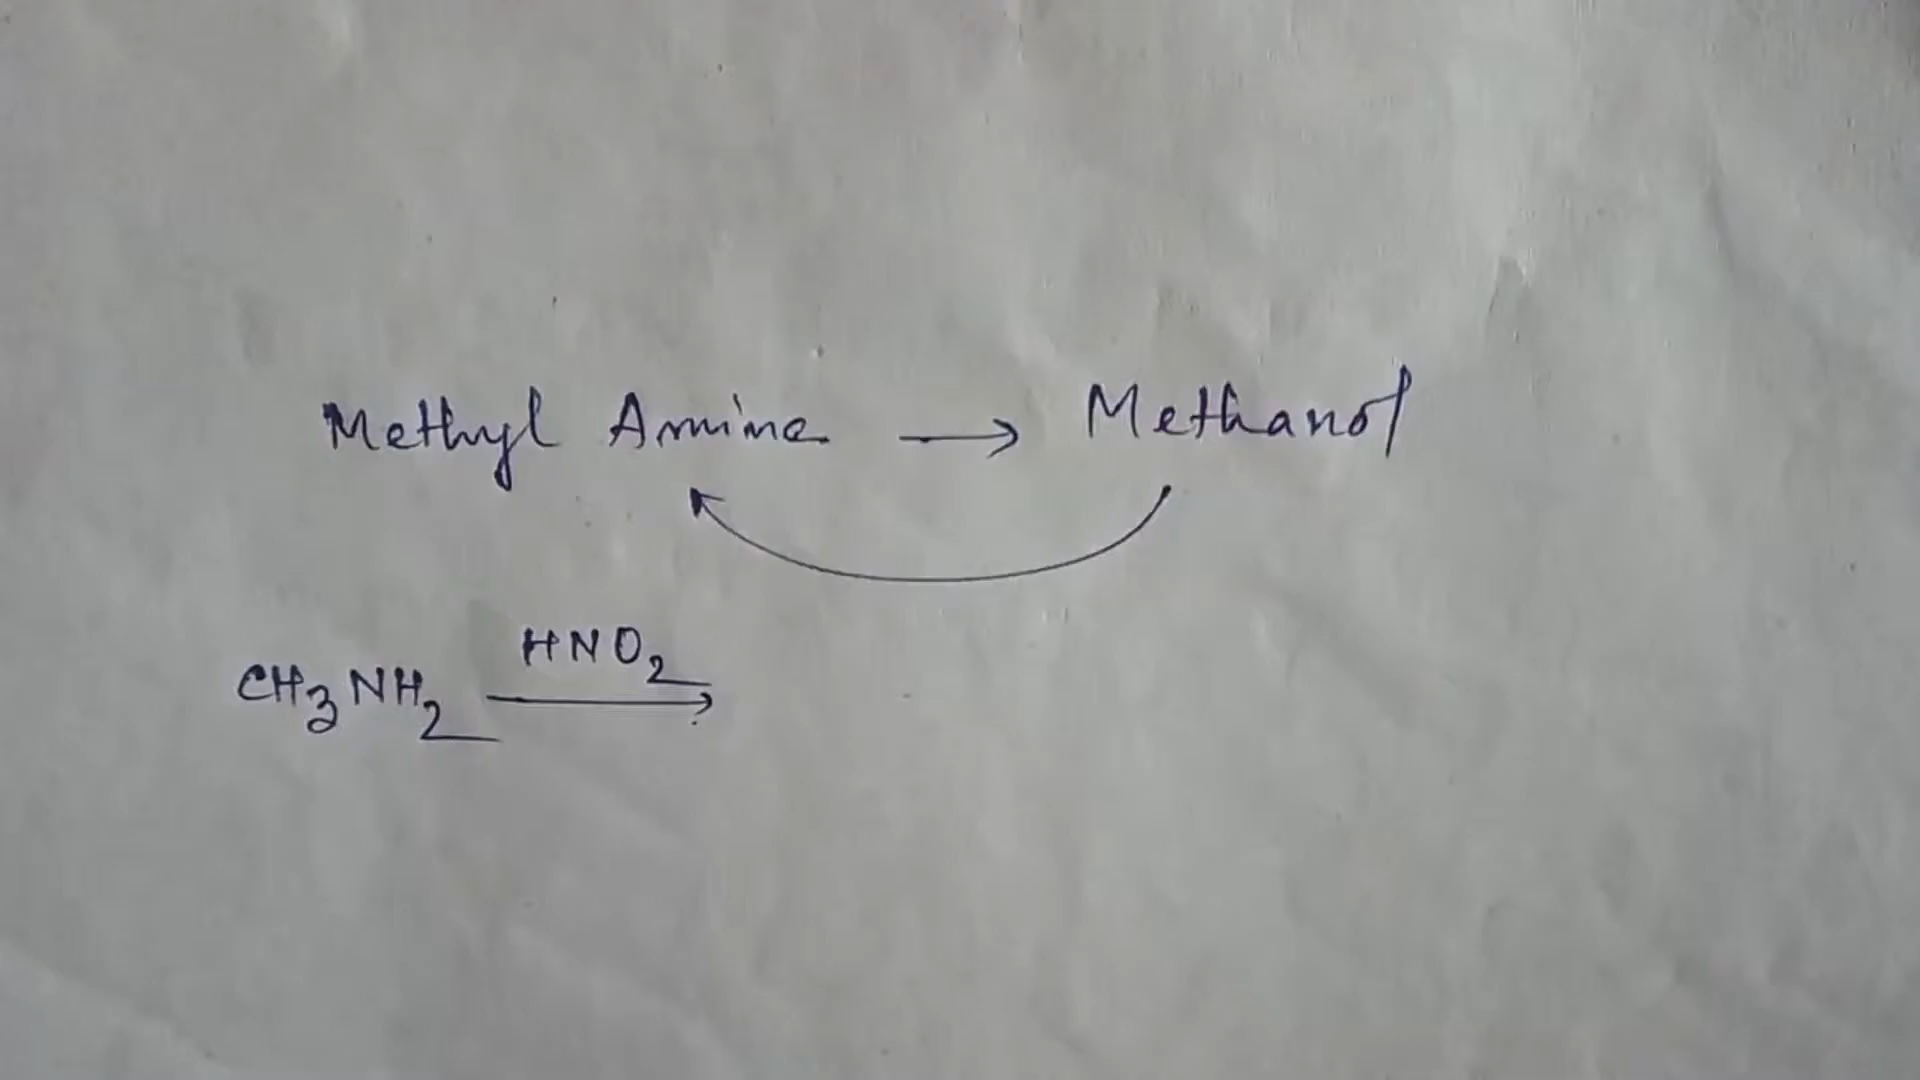 Methyl Amine → Methanol
CH3NH2 HNO2 →